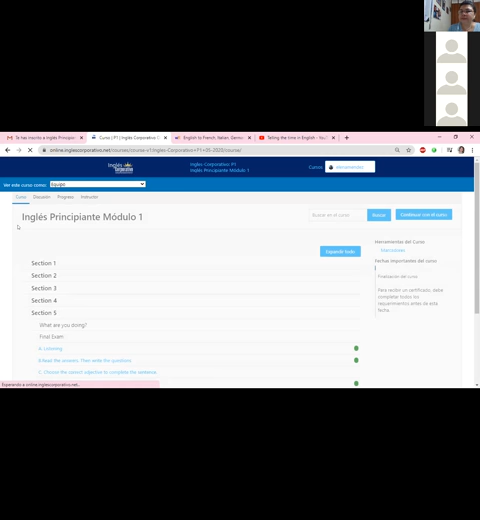 Te has inscrito a Inglés Principian
Curso | P1 | Inglés Corporativo
English to French, Italian, German
Telling the time in English - You
online.inglescorporativo.net/courses/course-v1:Ingles-Corporativo+P1+05-2020/course/
Inglés
Corporativo
Ingles-Corporativo: P1
Inglés Principiante Módulo 1
Cursos
Ver este curso como:
Equipo
Curso
Discusión
Progreso
Instructor
Inglés Principiante Módulo 1
Buscar en el curso
Buscar
Continuar con el curso
Expandir todo
Herramientas del Curso
Marcadores
Fechas importantes del curso
Finalización del curso
Para recibir un certificado, debe
completar todos los
requerimientos antes de esta
fecha.
Section 1
Section 2
Section 3
Section 4
Section 5
What are you doing?
Final Exam
A: Listening.
B Read the answers. Then write the questions.
C. Choose the correct adjective to complete the sentence.
Esperando a online.inglescorporativo.net...